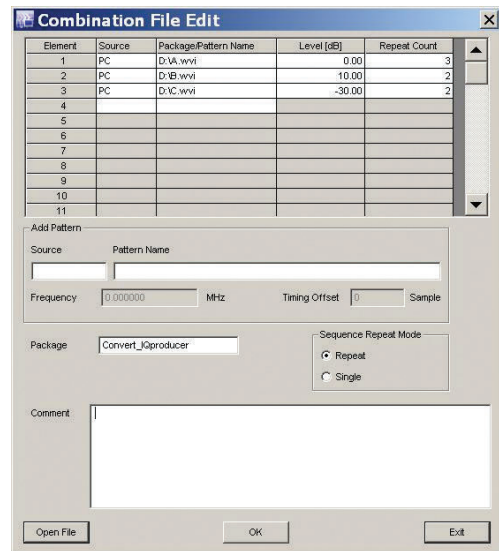 Combination File Edit
Element Source Package/Pattern Name Level [dB] Repeat Count
1 PC D:\A.wvi 0.00 3
2 PC D:\B.wvi 10.00 2
3 PC D:\C.wvi -30.00 2
4
5
6
7
8
9
10
11
Add Pattern
Source Pattern Name
Frequency 0.000000 MHz Timing Offset 0 Sample
Package Convert_IQproducer
Sequence Repeat Mode
Repeat
Single
Comment
Open File OK Exit